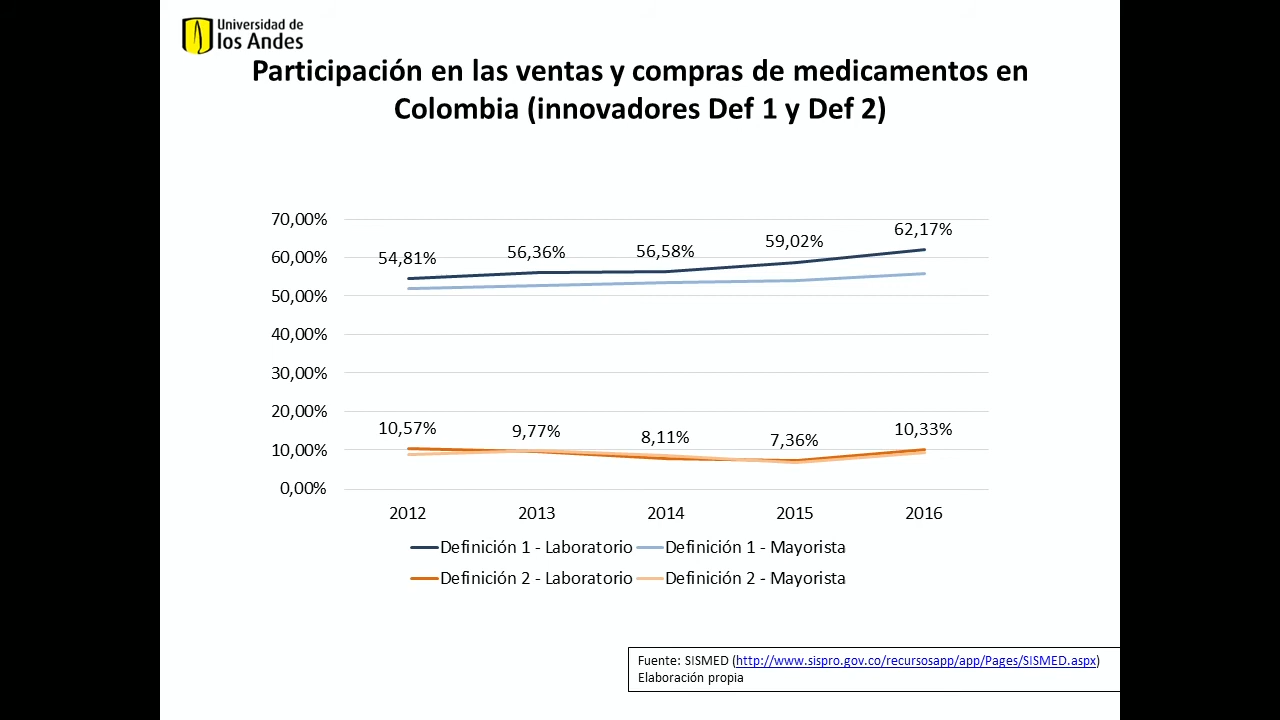 Universidad de
los Andes
Participación en las ventas y compras de medicamentos en
Colombia (innovadores Def 1 y Def 2)
70,00%
60,00%
50,00%
40,00%
30,00%
20,00%
10,00%
0,00%
54,81%
56,36%
56,58%
59,02%
62,17%
10,57%
9,77%
8,11%
7,36%
10,33%
2012
2013
2014
2015
2016
Definición 1 - Laboratorio
Definición 1 - Mayorista
Definición 2 - Laboratorio
Definición 2 - Mayorista
Fuente: SISMED (http://www.sispro.gov.co/recursosapp/app/Pages/SISMED.aspx)
Elaboración propia